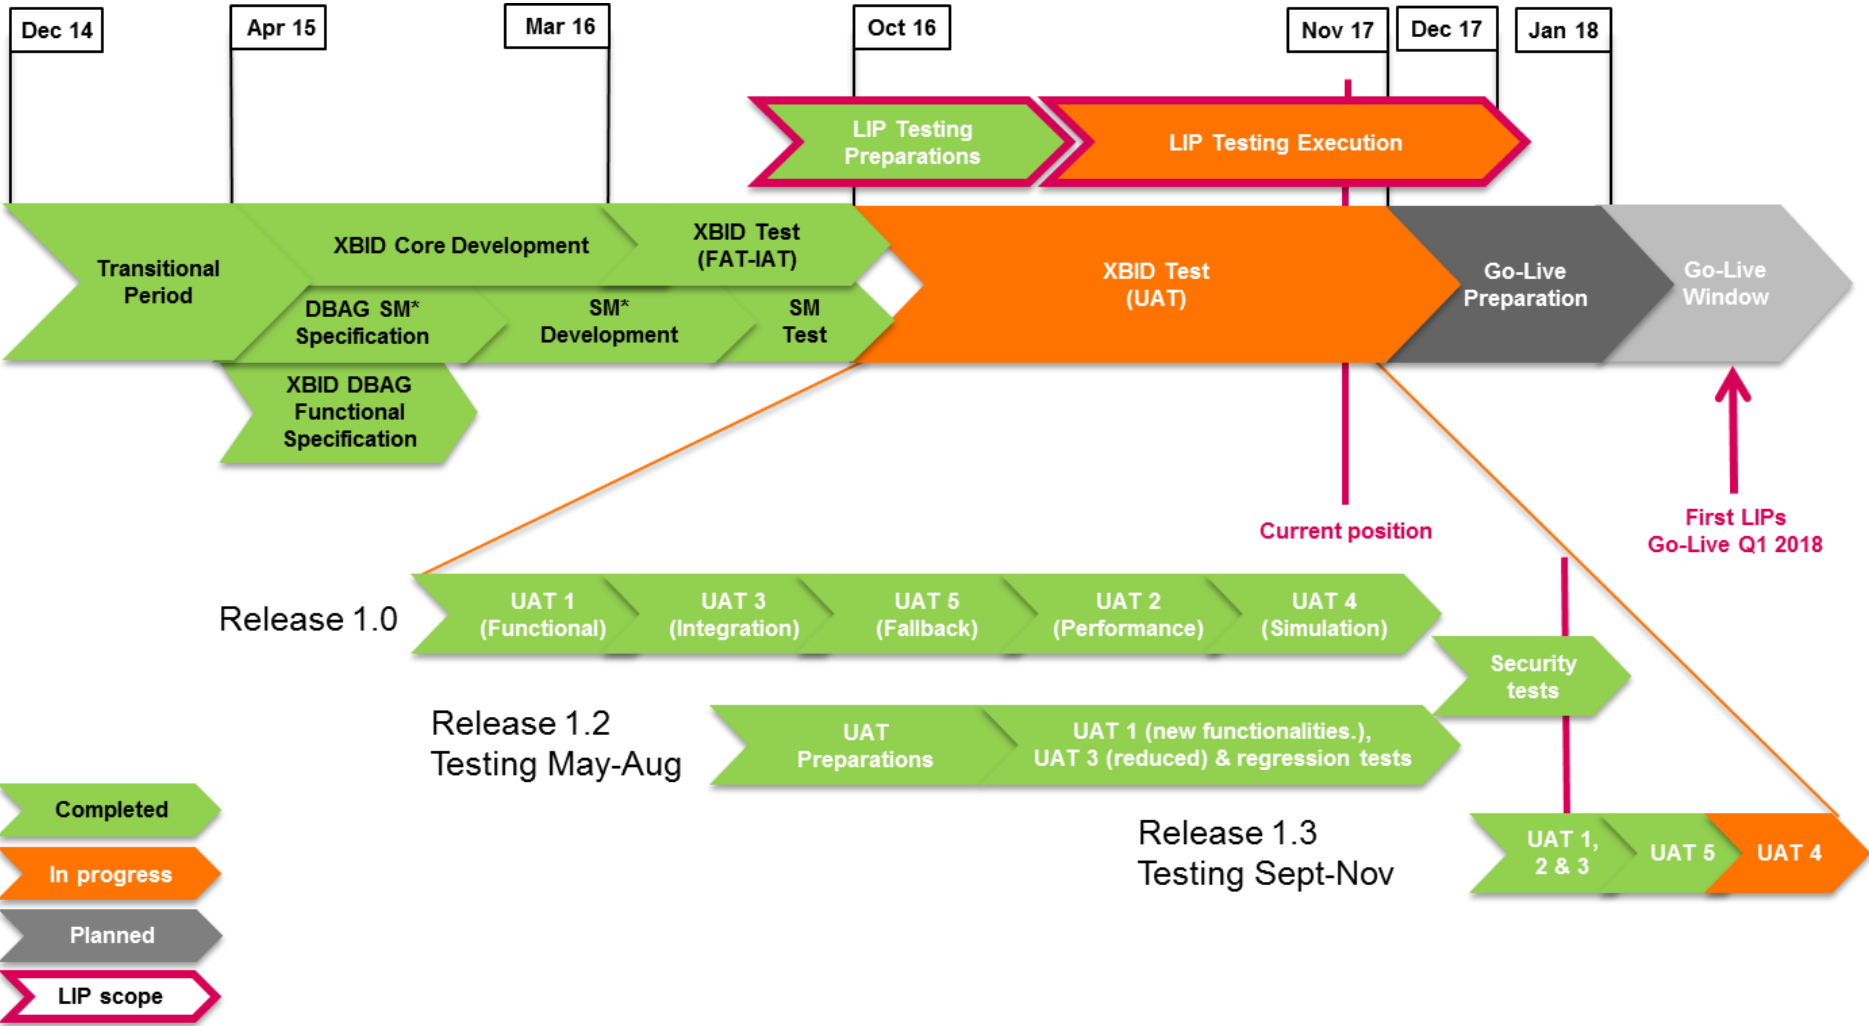 Dec 14
Apr 15
Mar 16
Oct 16
Nov 17
Dec 17
Jan 18
LIP Testing
Preparations
LIP Testing Execution
Transitional
Period
XBID Core Development
XBID Test
(FAT-IAT)
DBAG SM*
Specification
SM*
Development
SM
Test
XBID DBAG
Functional
Specification
XBID Test
(UAT)
Go-Live
Preparation
Go-Live
Window
Current position
First LIPs
Go-Live Q1 2018
Release 1.0
UAT 1
(Functional)
UAT 3
(Integration)
UAT 5
(Fallback)
UAT 2
(Performance)
UAT 4
(Simulation)
Security
tests
Release 1.2
Testing May-Aug
UAT
Preparations
UAT 1 (new functionalities.),
UAT 3 (reduced) & regression tests
Release 1.3
Testing Sept-Nov
UAT 1,
2 & 3
UAT 5
UAT 4
Completed
In progress
Planned
LIP scope